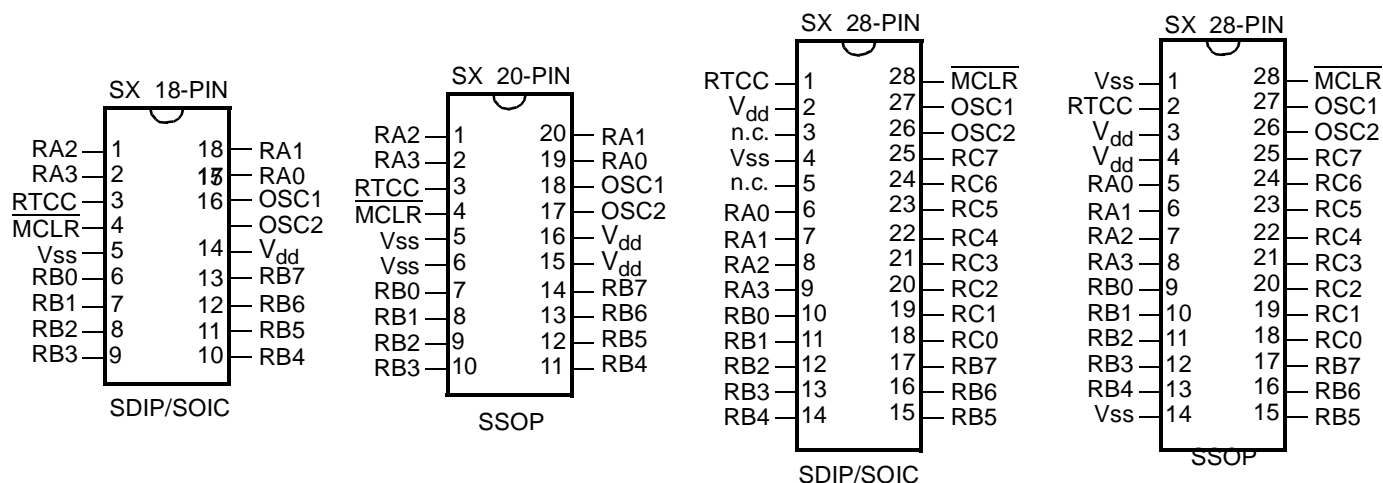 SX 18-PIN
RA2 1 18 RA1
RA3 2 17 RA0
RTCC 3 16 OSC1
MCLR 4 15 OSC2
Vss 5 14 Vdd
RB0 6 13 RB7
RB1 7 12 RB6
RB2 8 11 RB5
RB3 9 10 RB4
SDIP/SOIC
SX 20-PIN
RA2 1 20 RA1
RA3 2 19 RA0
RTCC 3 18 OSC1
MCLR 4 17 OSC2
Vss 5 16 Vdd
Vss 6 15 Vdd
RB0 7 14 RB7
RB1 8 13 RB6
RB2 9 12 RB5
RB3 10 11 RB4
SSOP
SX 28-PIN
RTCC 1 28 MCLR
Vdd 2 27 OSC1
n.c. 3 26 OSC2
Vss 4 25 RC7
n.c. 5 24 RC6
RA0 6 23 RC5
RA1 7 22 RC4
RA2 8 21 RC3
RA3 9 20 RC2
RB0 10 19 RC1
RB1 11 18 RC0
RB2 12 17 RB7
RB3 13 16 RB6
RB4 14 15 RB5
SDIP/SOIC
SX 28-PIN
Vss 1 28 MCLR
RTCC 2 27 OSC1
Vdd 3 26 OSC2
Vdd 4 25 RC7
RA0 5 24 RC6
RA1 6 23 RC5
RA2 7 22 RC4
RA3 8 21 RC3
RB0 9 20 RC2
RB1 10 19 RC1
RB2 11 18 RC0
RB3 12 17 RB7
RB4 13 16 RB6
Vss 14 15 RB5
SSOP